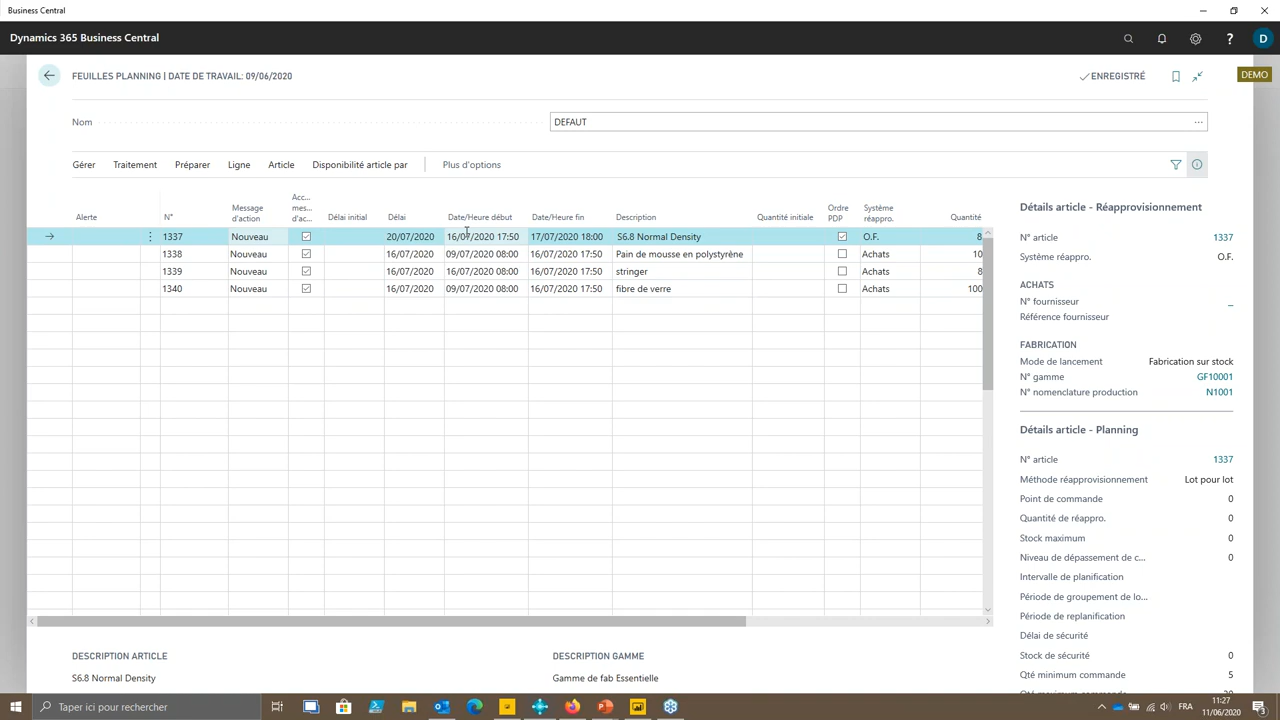 Business Central
Dynamics 365 Business Central
?
D
FEUILLES PLANNING | DATE DE TRAVAIL: 09/06/2020
✓ENREGISTRÉ
DEMO
Nom
DEFAUT
...
Gérer Traitement Préparer Ligne Article Disponibilité article par Plus d'options
Alerte N° Message d'action Acc... mes... d'ac... Délai initial Délai Date/Heure début Date/Heure fin Description Quantité initiale Ordre PDP Système réappro. Quantité
1337 Nouveau 20/07/2020 16/07/2020 17:50 17/07/2020 18:00 S6.8 Normal Density O.F. 8
1338 Nouveau 16/07/2020 09/07/2020 08:00 16/07/2020 17:50 Pain de mousse en polystyrène Achats 10
1339 Nouveau 16/07/2020 16/07/2020 08:00 16/07/2020 17:50 stringer Achats 8
1340 Nouveau 16/07/2020 09/07/2020 08:00 16/07/2020 17:50 fibre de verre Achats 100
Détails article - Réapprovisionnement
N° article 1337
Système réappro. O.F.
ACHATS
N° fournisseur _
Référence fournisseur
FABRICATION
Mode de lancement Fabrication sur stock
N° gamme GF10001
N° nomenclature production N1001
Détails article - Planning
N° article 1337
Méthode réapprovisionnement Lot pour lot
Point de commande 0
Quantité de réappro. 0
Stock maximum 0
Niveau de dépassement de c... 0
Intervalle de planification
Période de groupement de lo...
Période de replanification
Délai de sécurité
Stock de sécurité 0
Qté minimum commande 5
DESCRIPTION ARTICLE
S6.8 Normal Density
DESCRIPTION GAMME
Gamme de fab Essentielle
Taper ici pour rechercher
FRA
11:27
11/06/2020